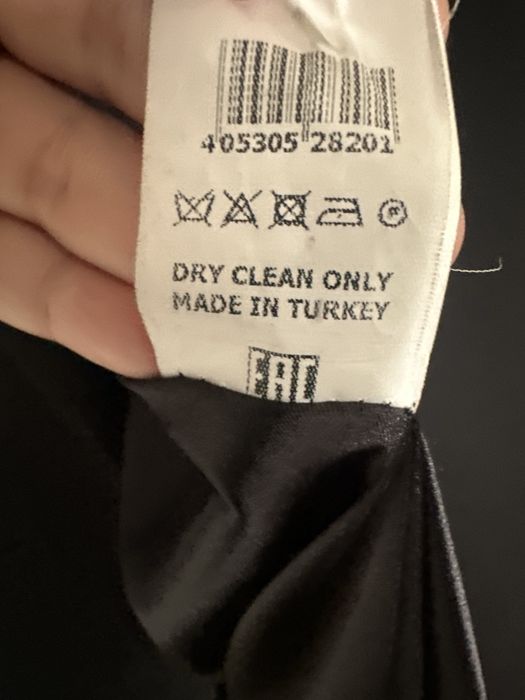 405305 28201
DRY CLEAN ONLY
MADE IN TURKEY
EAC